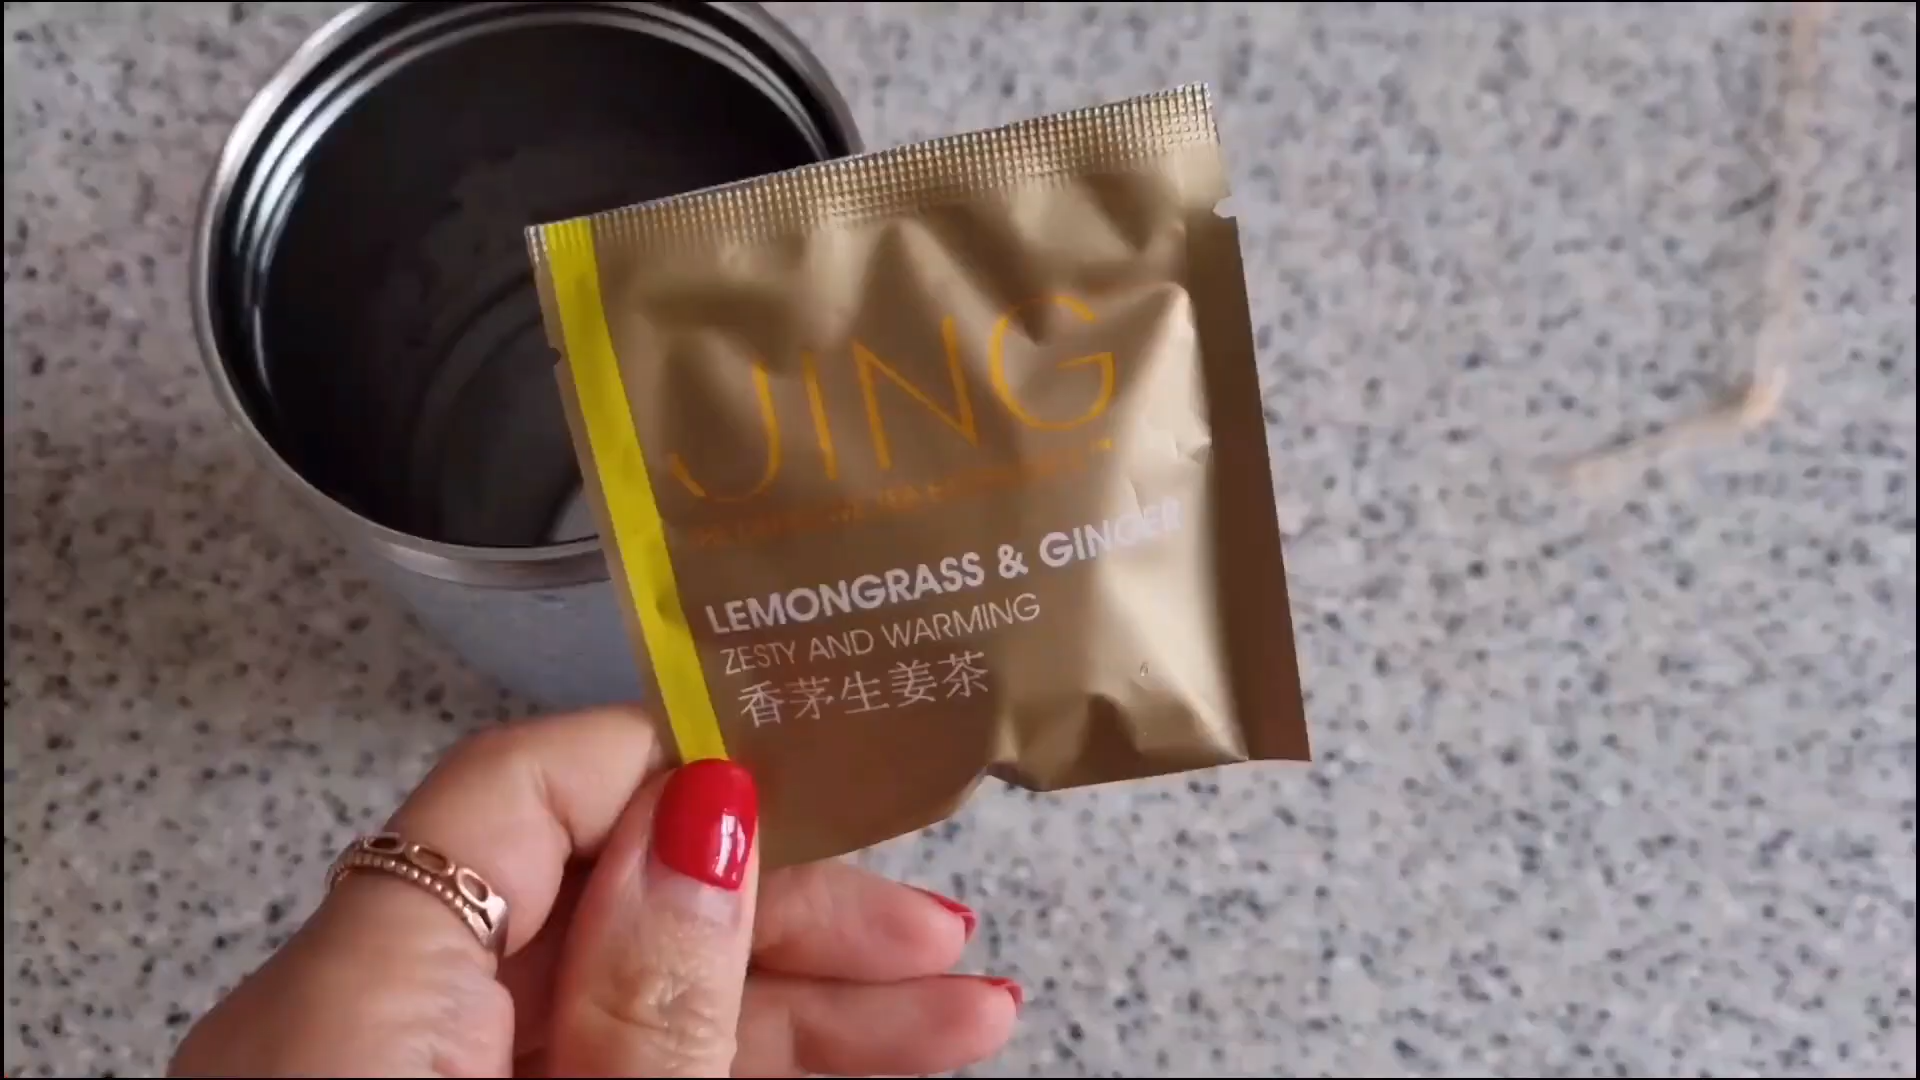 JING
LEMONGRASS & GINGER
ZESTY AND WARMING
香茅生姜茶